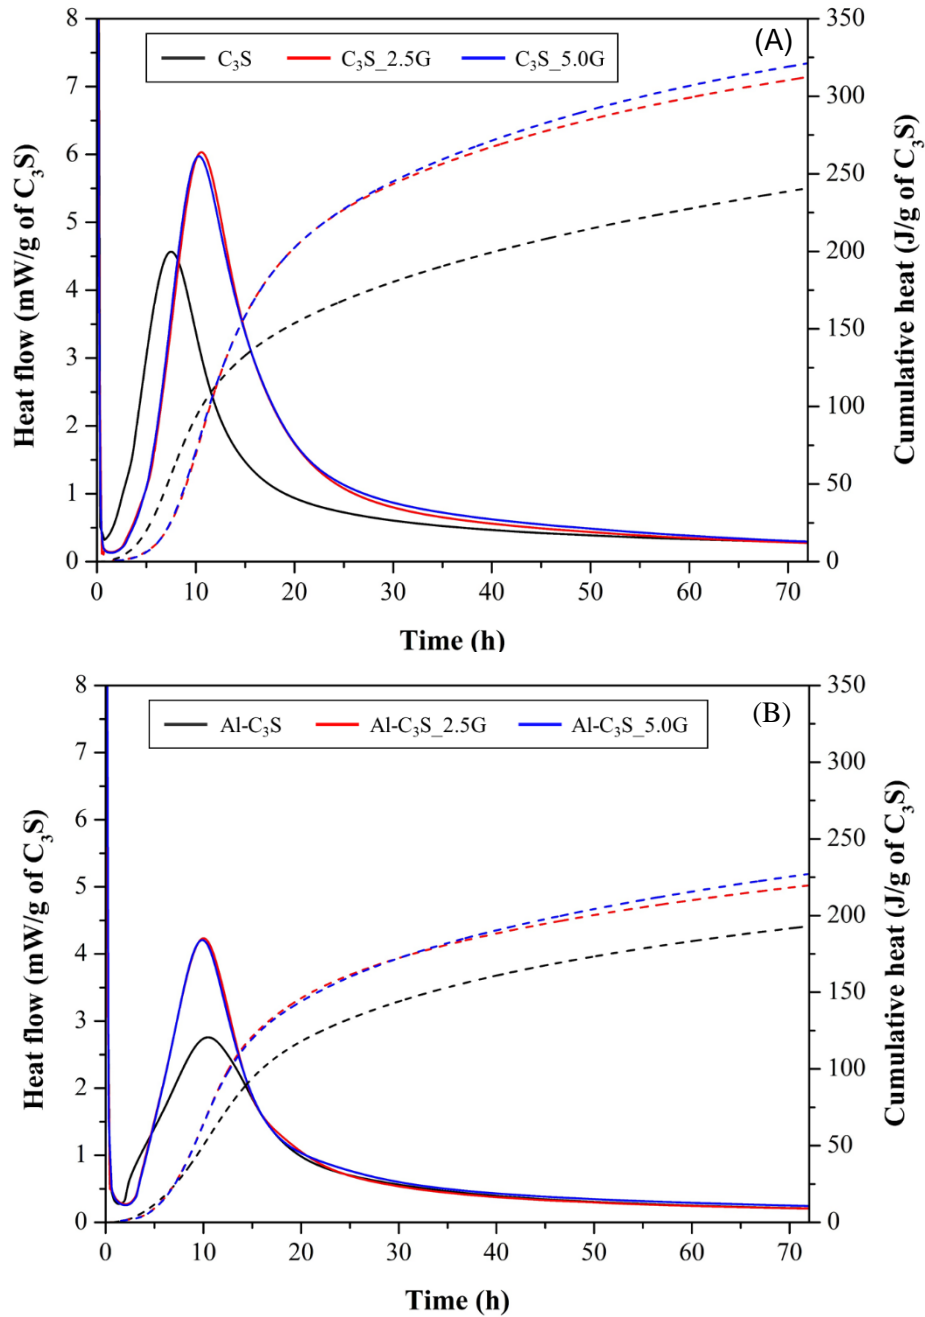 (A)
C₃S C₃S_2.5G C₃S_5.0G
Heat flow (mW/g of C₃S)
8
7
6
5
4
3
2
1
0
Cumulative heat (J/g of C₃S)
350
300
250
200
150
100
50
0
0 10 20 30 40 50 60 70
Time (h)
(B)
Al-C₃S Al-C₃S_2.5G Al-C₃S_5.0G
Heat flow (mW/g of C₃S)
8
7
6
5
4
3
2
1
0
Cumulative heat (J/g of C₃S)
350
300
250
200
150
100
50
0
0 10 20 30 40 50 60 70
Time (h)